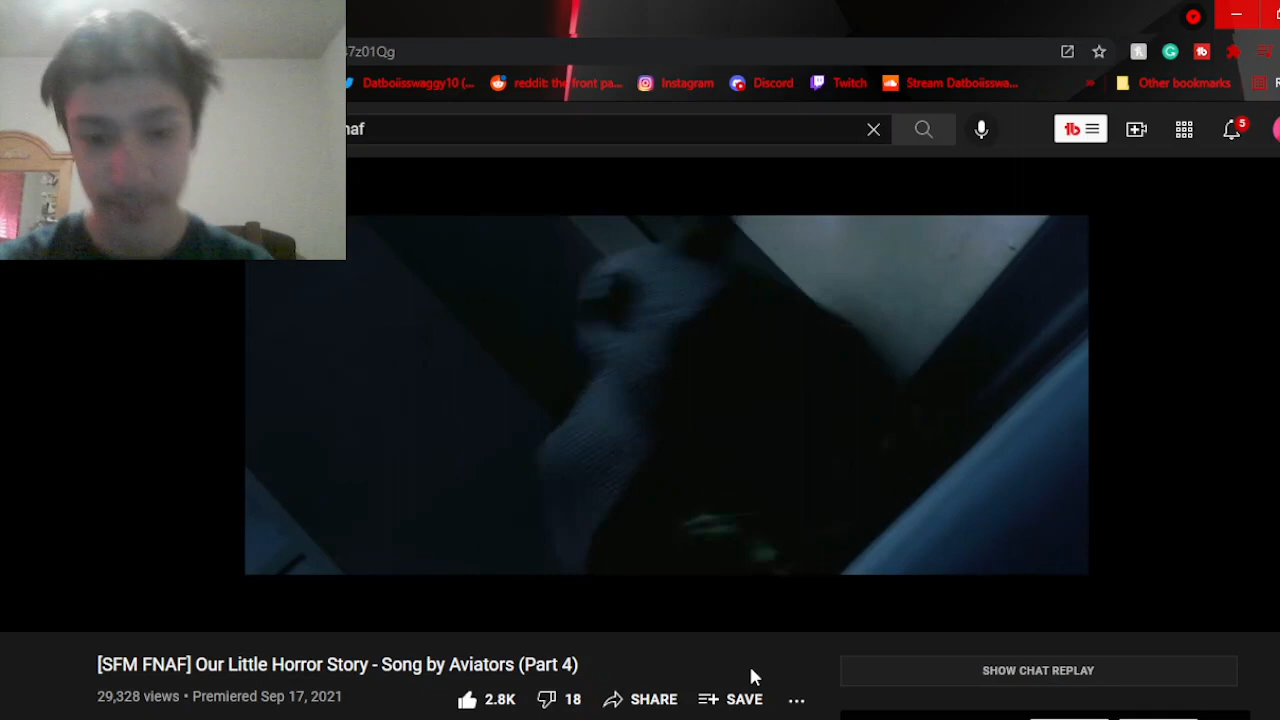 7z01Qg
Datboiisswaggy10 (... reddit: the front pa... Instagram Discord Twitch Stream Datboiisswa... » Other bookmarks
naf
5
[SFM FNAF] Our Little Horror Story - Song by Aviators (Part 4)
29,328 views • Premiered Sep 17, 2021
2.8K 18 SHARE SAVE ...
SHOW CHAT REPLAY